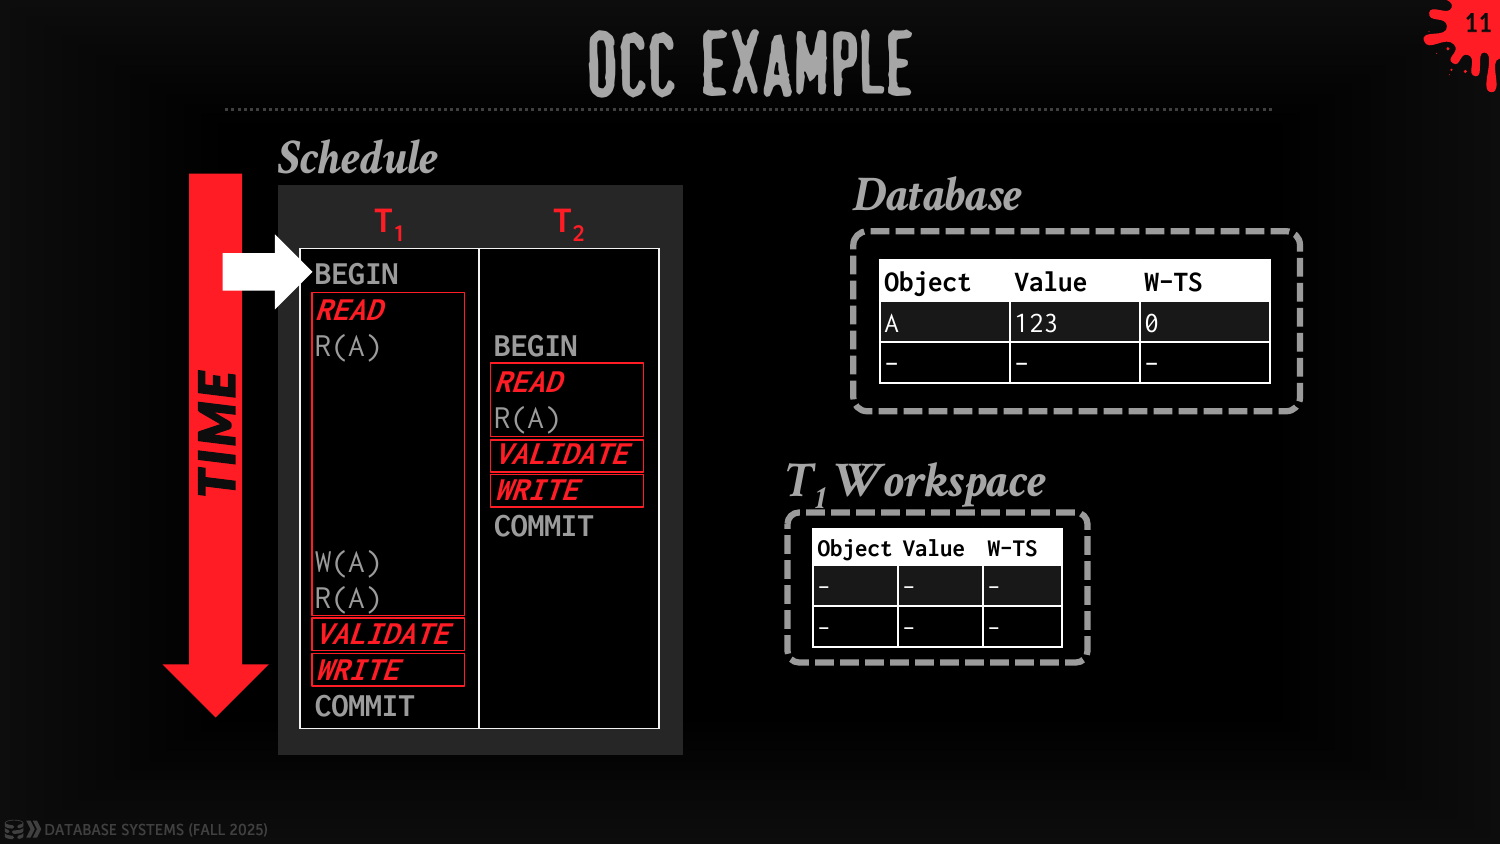 11
OCC EXAMPLE
Schedule
TIME
T1 T2
BEGIN
READ
R(A) BEGIN
READ
R(A)
VALIDATE
WRITE
COMMIT
W(A)
R(A)
VALIDATE
WRITE
COMMIT
Database
Object Value W-TS
A 123 0
- - -
T1 Workspace
Object Value W-TS
- - -
- - -
DATABASE SYSTEMS (FALL 2025)